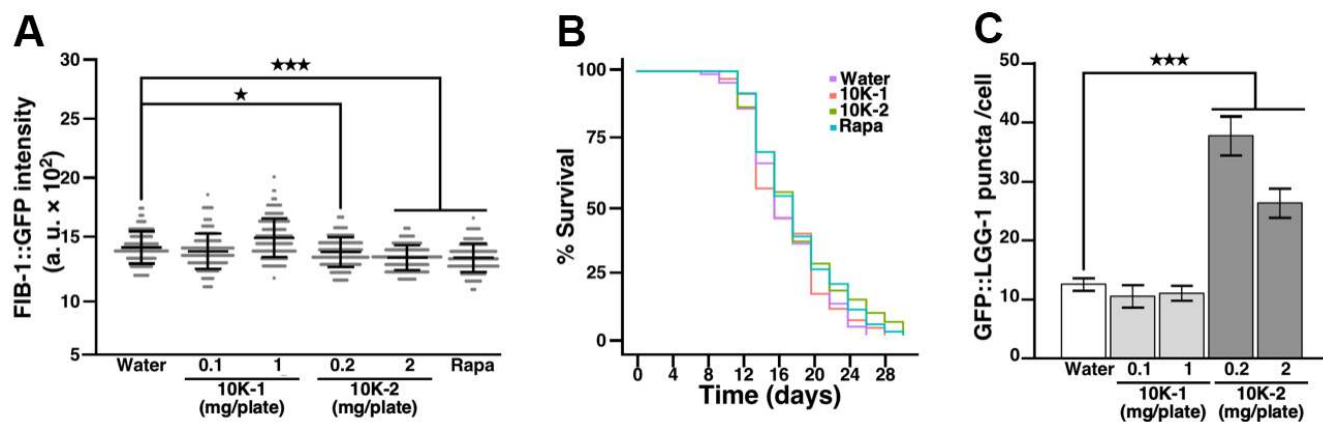 A
FIB-1::GFP intensity
(a. u. × 10²)
30
25
20
15
10
5
★★★
★
Water
0.1
1
0.2
2
Rapa
10K-1
(mg/plate)
10K-2
(mg/plate)
B
% Survival
100
75
50
25
0
Water
10K-1
10K-2
Rapa
0 4 8 12 16 20 24 28
Time (days)
C
GFP::LGG-1 puncta /cell
50
40
30
20
10
0
★★★
Water
0.1
1
0.2
2
10K-1
(mg/plate)
10K-2
(mg/plate)